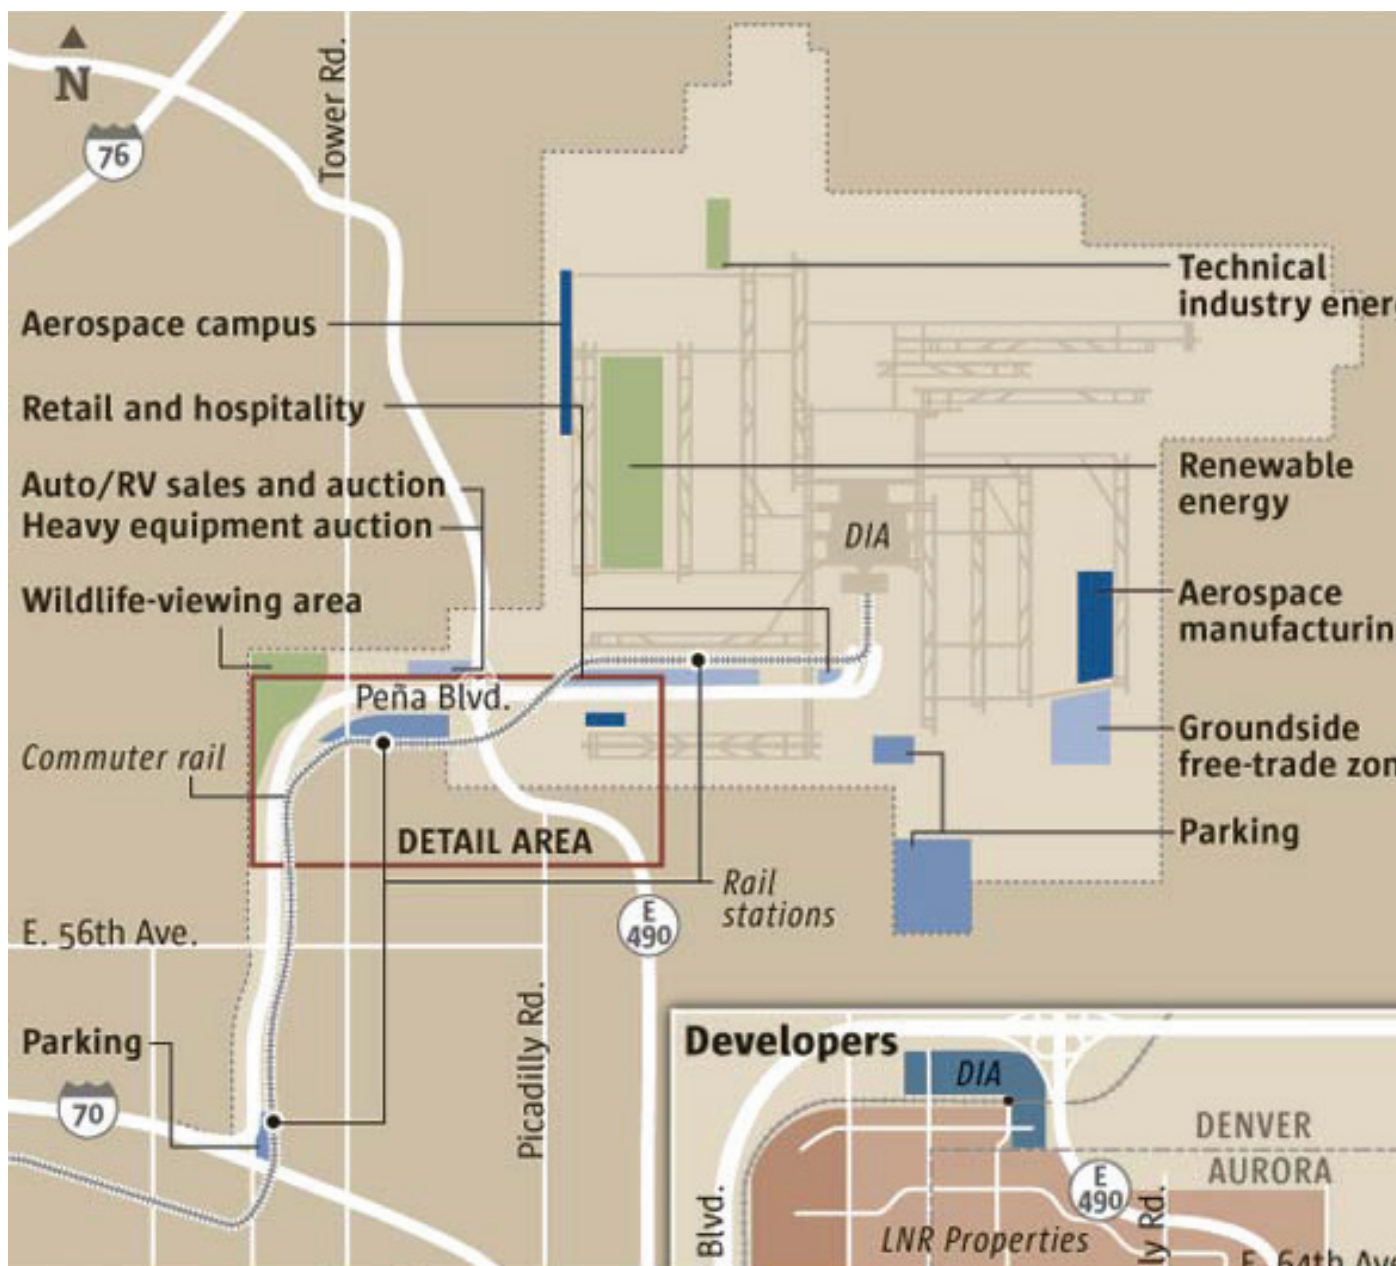 N
76
Tower Rd.
Technical
industry ener
Aerospace campus
Retail and hospitality
Auto/RV sales and auction
Heavy equipment auction
Renewable
energy
DIA
Wildlife-viewing area
Aerospace
manufacturin
Peña Blvd.
Groundside
free-trade zon
Commuter rail
DETAIL AREA
Parking
Rail
stations
E
490
E. 56th Ave.
Picadilly Rd.
Parking
70
Developers
DIA
DENVER
AURORA
E
490
Blvd.
LNR Properties
ly Rd.
E. 64th Ave